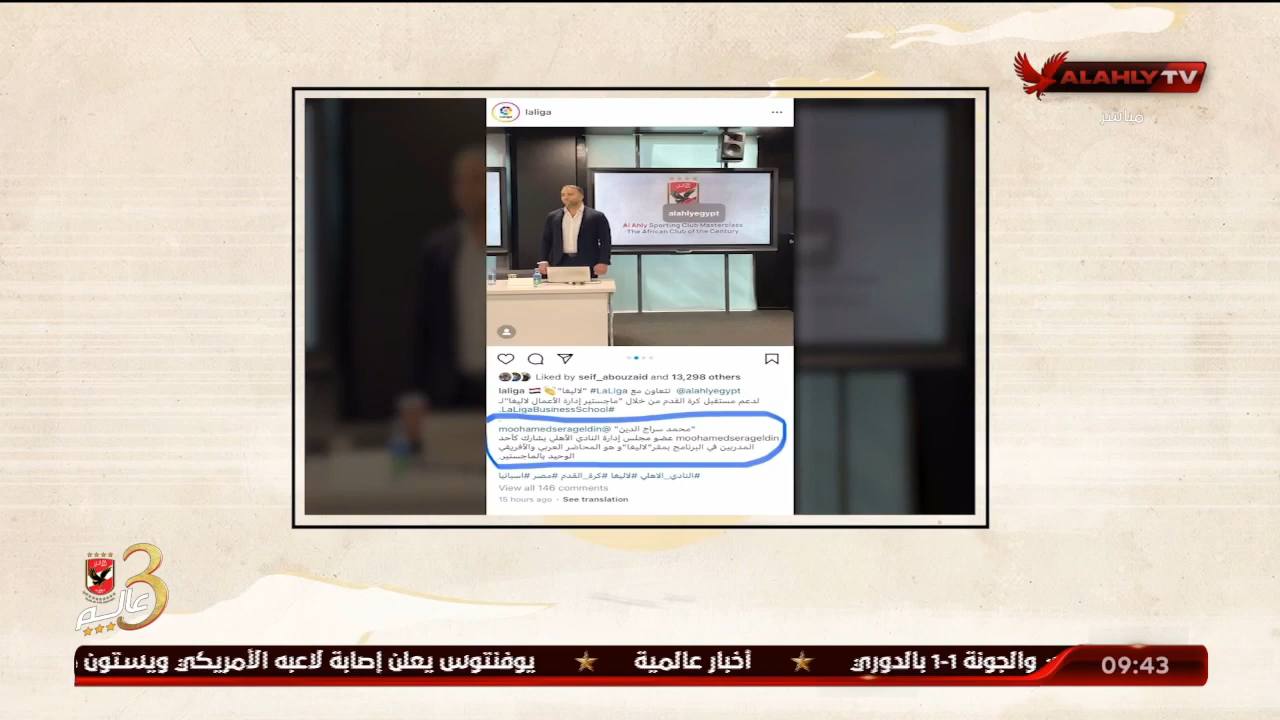 ALAHLYTV
مباشر
laliga
alahlyegypt
Al Ahly Sporting Club Masterclass
The African Club of the Century
Liked by seif_abouzaid and 13,298 others
laliga 🇪🇬👏 "لاليغا" #LaLiga تتعاون مع @alahlyegypt
لدعم مستقبل كرة القدم من خلال "ماجستير إدارة الأعمال لاليغا"لـ
.LaLigaBusinessSchool#
moohamedserageldin@ "محمد سراج الدين"
moohamedserageldin عضو مجلس إدارة النادي الأهلي يشارك كأحد
المدربين في البرنامج بمقر"لاليغا"و هو المحاضر العربي والأفريقي
الوحيد بالماجستير.
#النادي_الاهلي #لاليغا #كرة_القدم #مصر #اسبانيا
View all 146 comments
15 hours ago · See translation
3
عالم
والجونة 1-1 بالدوري ★ أخبار عالمية ★ يوفنتوس يعلن إصابة لاعبه الأمريكي ويستون
09:43